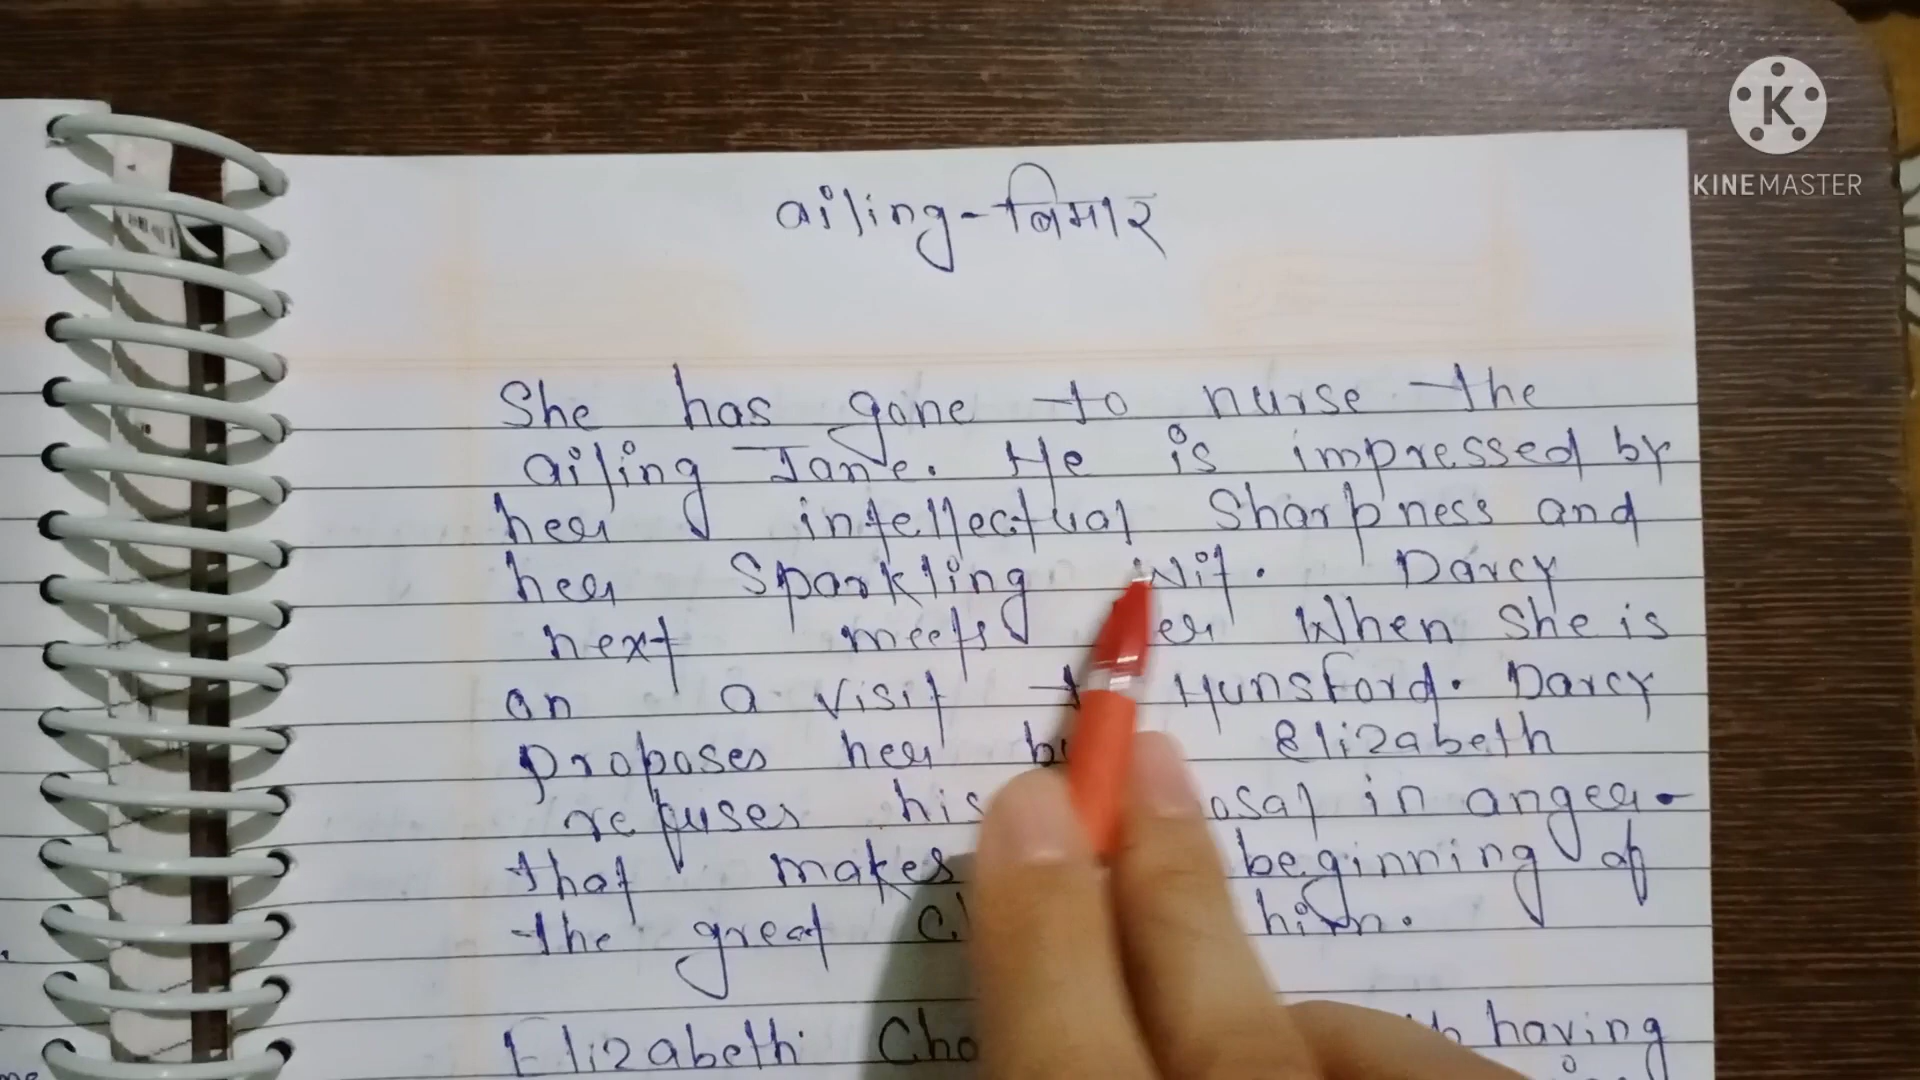 KINEMASTER
ailing - बिमार
She has gone to nurse the
ailing Jane. He is impressed by
her intellectual Sharpness and
her Sparkling wit. Darcy
next meets her When She is
on a visit Hunsford. Darcy
proposes her Elizabeth
refuses his in anger.
that makes beginning of
the great him.
Elizabeth having